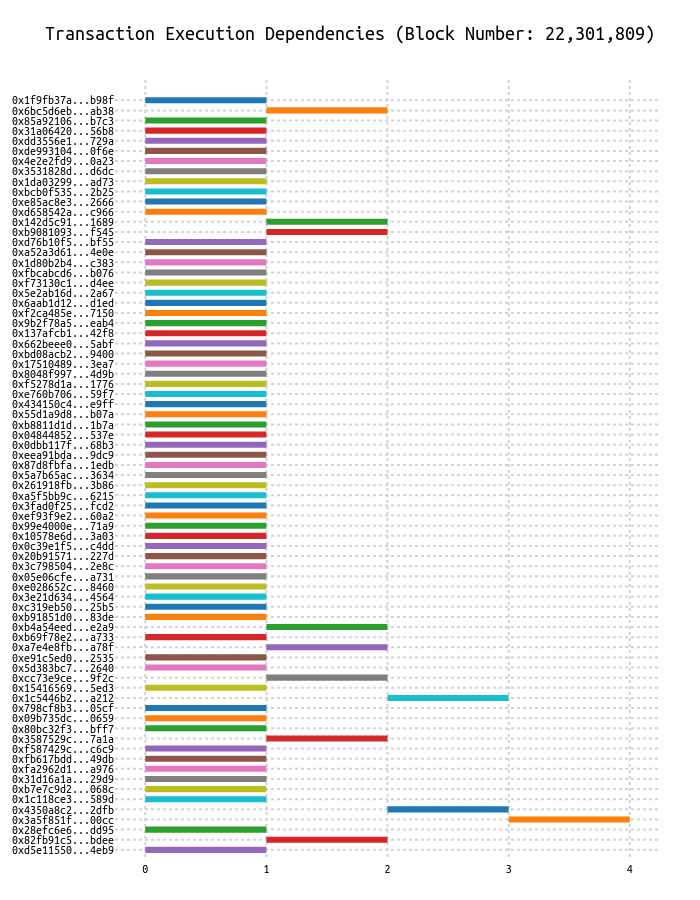 Transaction Execution Dependencies (Block Number: 22,301,809)
0x1f9fb37a...b98f
0x6bc5d6eb...ab38
0x85a92106...b7c3
0x31a06420...56b8
0xdd3556e1...729a
0xde993104...0f6e
0x4e2e2fd9...0a23
0x3531828d...d6dc
0x1da03299...ad73
0xbcb0f535...2b25
0xe85ac8e3...2666
0xd658542a...c966
0x142d5c91...1689
0xb9081093...f545
0xd76b10f5...bf55
0xa52a3d61...4e0e
0x1d80b2b4...c383
0xfbcabcd6...b076
0xf73130c1...d4ee
0x5e2ab16d...2a67
0x6aab1d12...d1ed
0xf2ca485e...7150
0x9b2f78a5...eab4
0x137afcb1...42f8
0x662beee0...5abf
0xbd08acb2...9400
0x17510489...3ea7
0x8048f997...4d9b
0xf5278d1a...1776
0xe760b706...59f7
0x434150c4...e9ff
0x55d1a9d8...b07a
0xb8811d1d...1b7a
0x04844852...537e
0x0dbb117f...68b3
0xeea91bda...9dc9
0x87d8fbfa...1edb
0x5a7b65ac...3634
0x261918fb...3b86
0xa5f5bb9c...6215
0x3fad0f25...fcd2
0xef93f9e2...60a2
0x99e4000e...71a9
0x10578e6d...3a03
0x0c39e1f5...c4dd
0x20b91571...227d
0x3c798504...2e8c
0x05e06cfe...a731
0xe028652c...8460
0x3e21d634...4564
0xc319eb50...25b5
0xb91851d0...83de
0xb4a54eed...e2a9
0xb69f78e2...a733
0xa7e4e8fb...a78f
0xe91c5ed0...2535
0x5d383bc7...2640
0xcc73e9ce...9f2c
0x15416569...5ed3
0x1c5446b2...a212
0x798cf8b3...05cf
0x09b735dc...0659
0x80bc32f3...bff7
0x3587529c...7a1a
0xf587429c...c6c9
0xfb617bdd...49db
0xfa2962d1...a976
0x31d16a1a...29d9
0xb7e7c9d2...068c
0x1c118ce3...589d
0x4350a8c2...2dfb
0x3a5f851f...00cc
0x28efc6e6...dd95
0x82fb91c5...bdee
0xd5e11550...4eb9
0 1 2 3 4